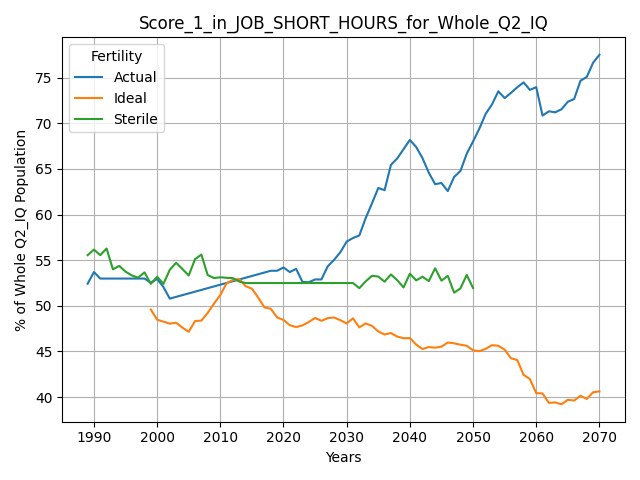 Score_1_in_JOB_SHORT_HOURS_for_Whole_Q2_IQ
Fertility
Actual
Ideal
Sterile
% of Whole Q2_IQ Population
75
70
65
60
55
50
45
40
1990
2000
2010
2020
2030
2040
2050
2060
2070
Years